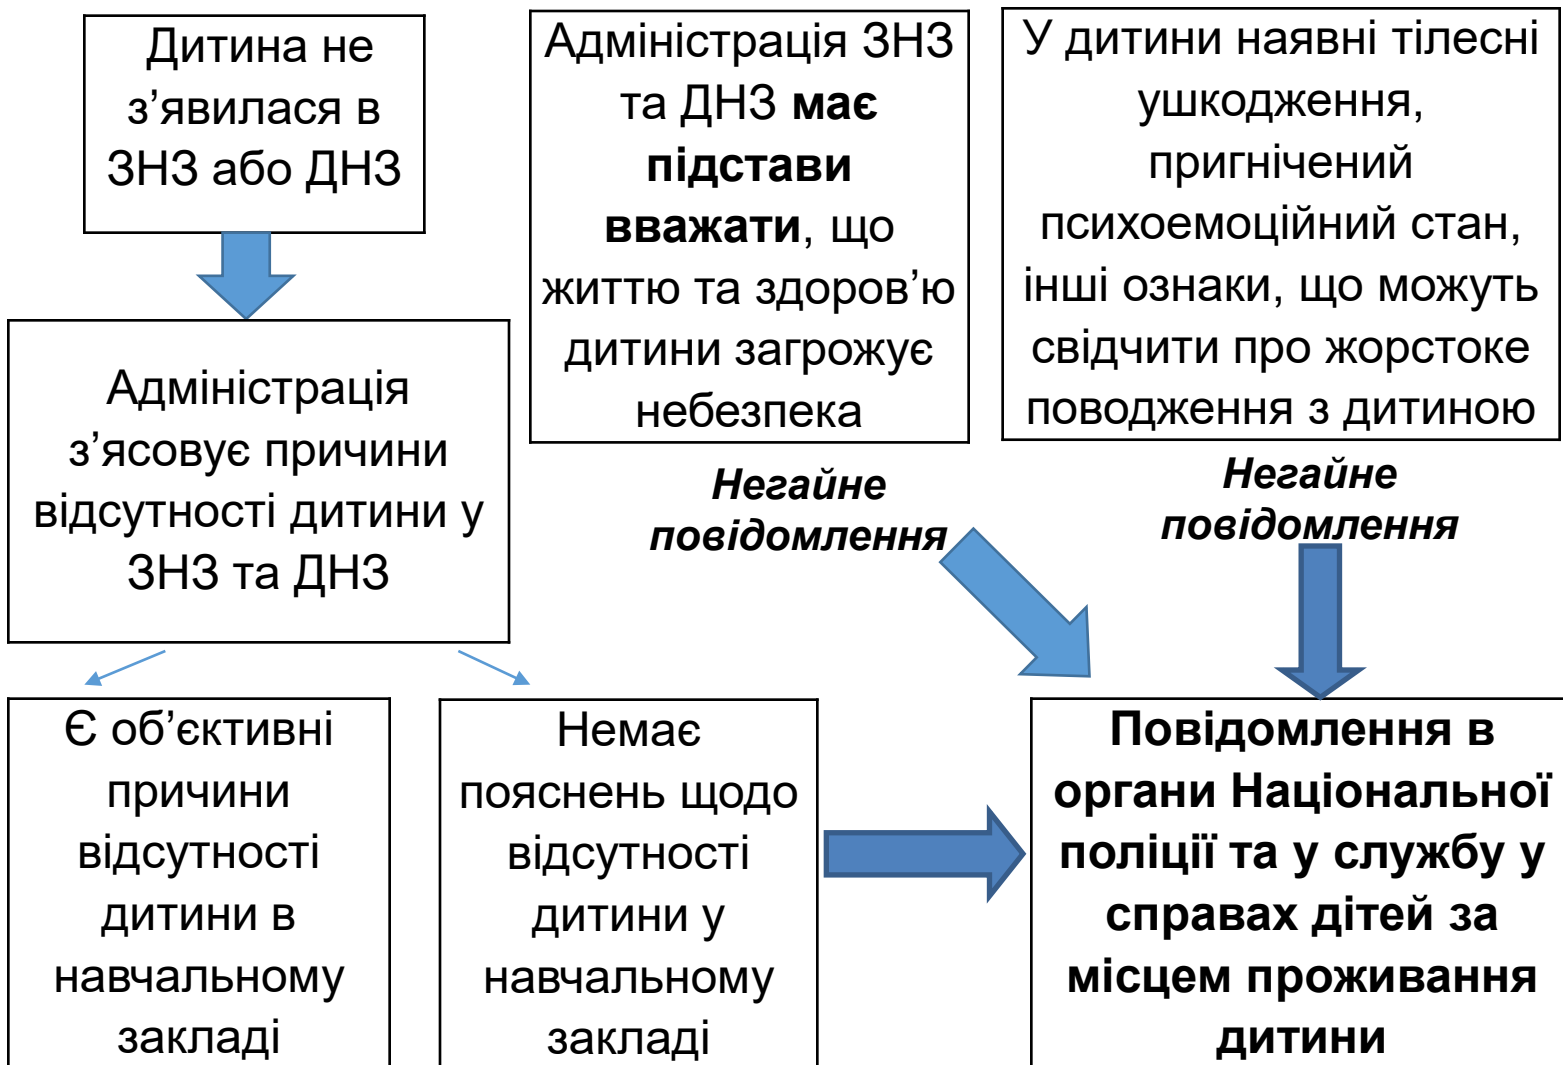 Дитина не
з’явилася в
ЗНЗ або ДНЗ
Адміністрація ЗНЗ
та ДНЗ має
підстави
вважати, що
життю та здоров’ю
дитини загрожує
небезпека
У дитини наявні тілесні
ушкодження,
пригнічений
психоемоційний стан,
інші ознаки, що можуть
свідчити про жорстоке
поводження з дитиною
Адміністрація
з’ясовує причини
відсутності дитини у
ЗНЗ та ДНЗ
Негайне
повідомлення
Негайне
повідомлення
Є об’єктивні
причини
відсутності
дитини в
навчальному
закладі
Немає
пояснень щодо
відсутності
дитини у
навчальному
закладі
Повідомлення в
органи Національної
поліції та у службу у
справах дітей за
місцем проживання
дитини